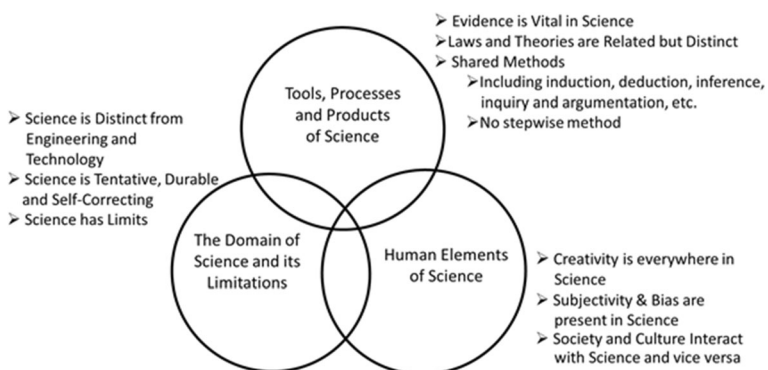 ➢ Evidence is Vital in Science
➢Laws and Theories are Related but Distinct
➢ Shared Methods
➢Including induction, deduction, inference,
inquiry and argumentation, etc.
➢No stepwise method
Tools, Processes
and Products
of Science
➢ Science is Distinct from
Engineering and
Technology
➢ Science is Tentative, Durable
and Self-Correcting
➢ Science has Limits
The Domain of
Science and its
Limitations
Human Elements
of Science
➢ Creativity is everywhere in
Science
➢ Subjectivity & Bias are
present in Science
➢ Society and Culture Interact
with Science and vice versa